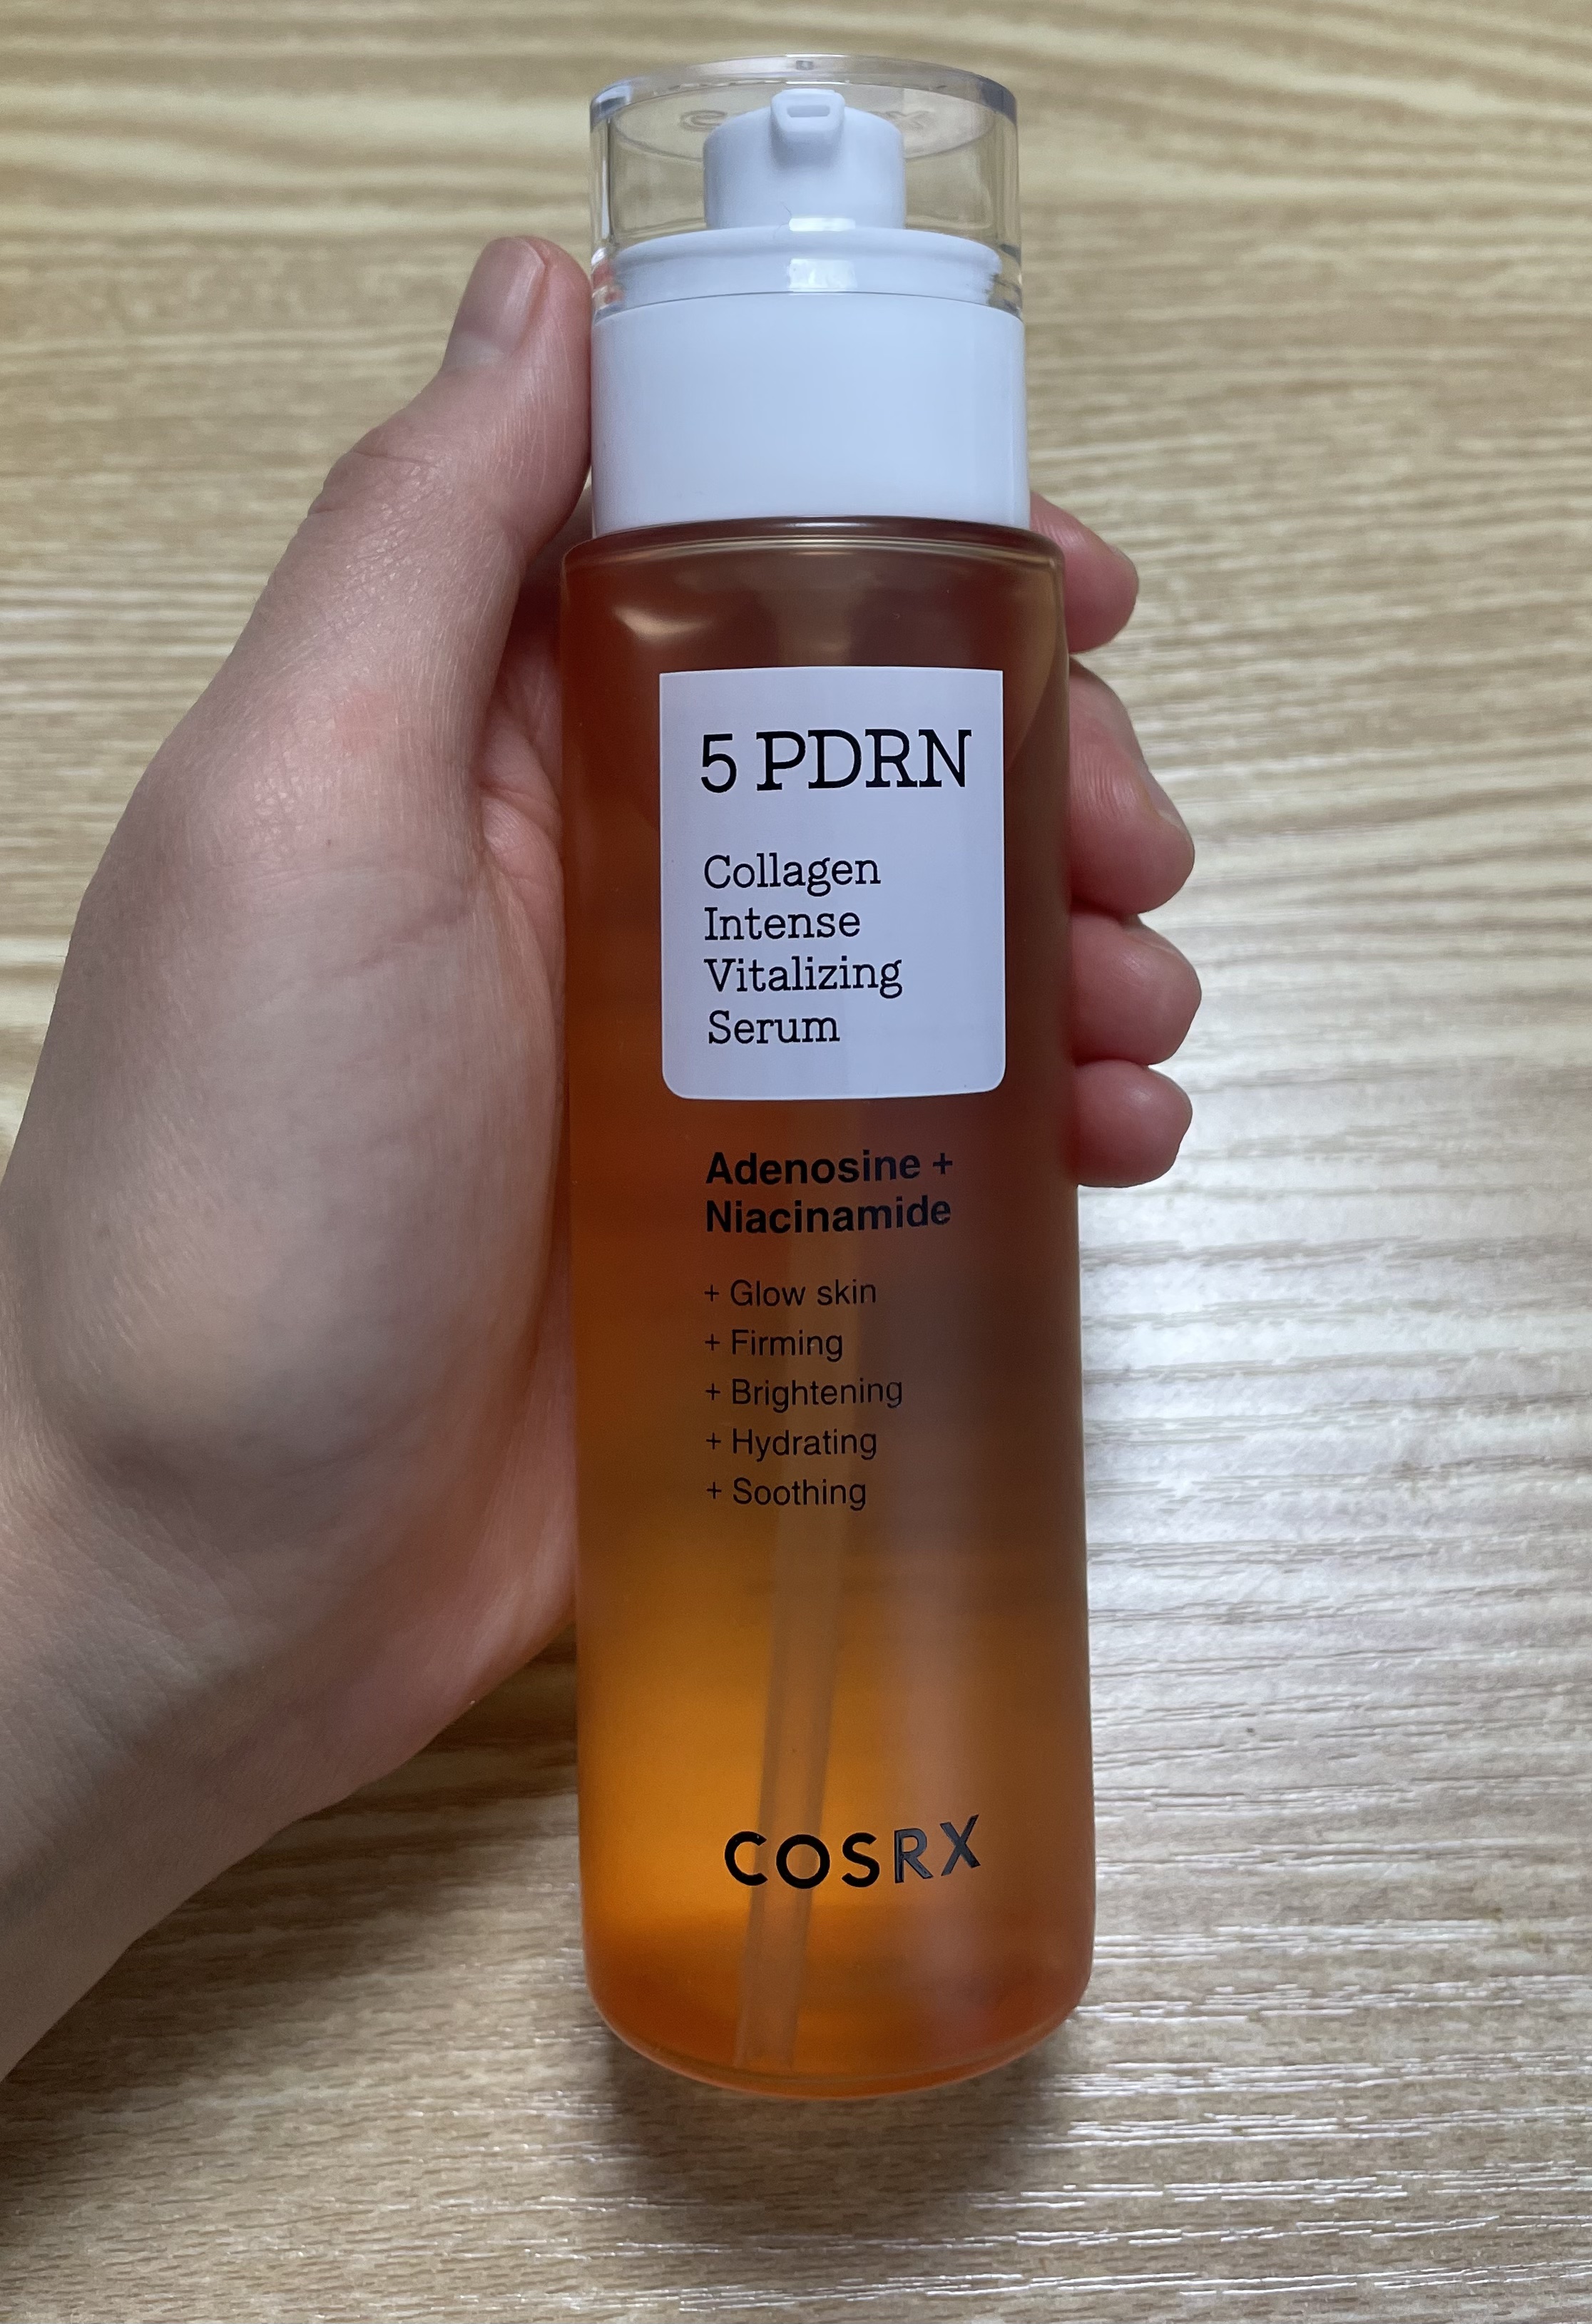 5 PDRN
Collagen
Intense
Vitalizing
Serum
Adenosine +
Niacinamide
+ Glow skin
+ Firming
+ Brightening
+ Hydrating
+ Soothing
COSRX